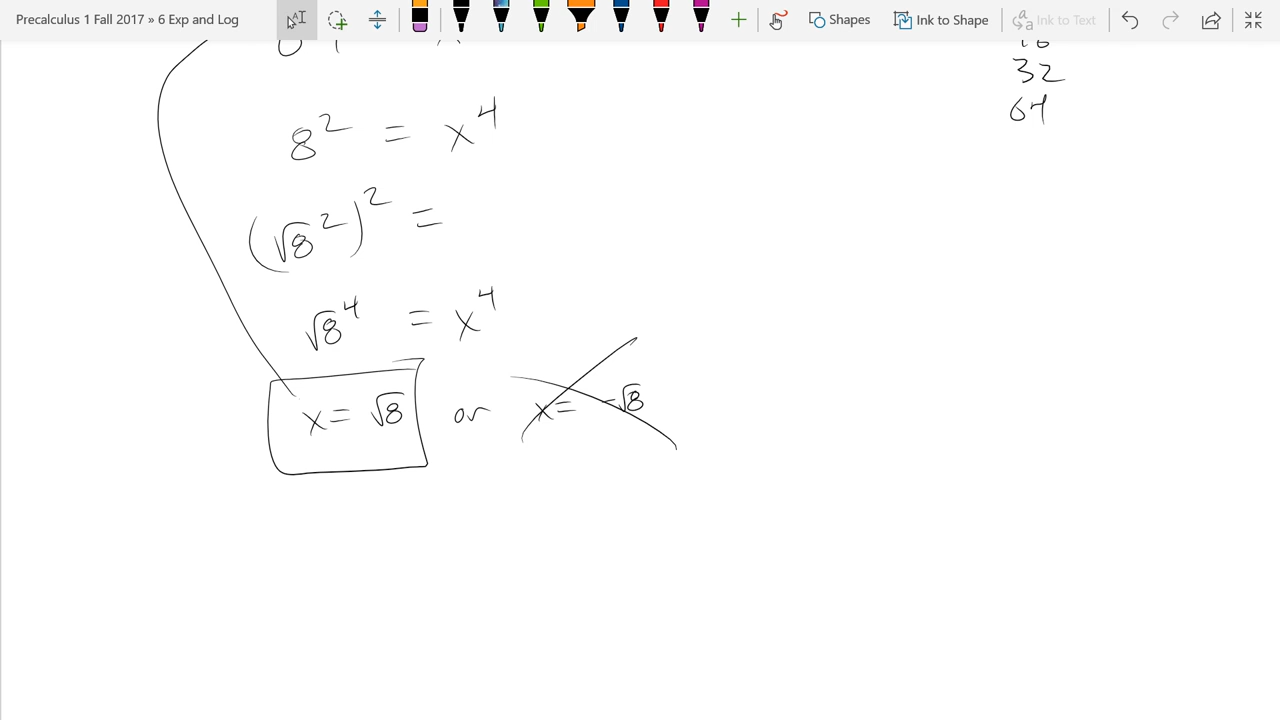 Precalculus 1 Fall 2017 » 6 Exp and Log
Shapes
Ink to Shape
Ink to Text
32
64
8² = x⁴
(√8²)² =
√8⁴ = x⁴
x = √8 or x = -√8